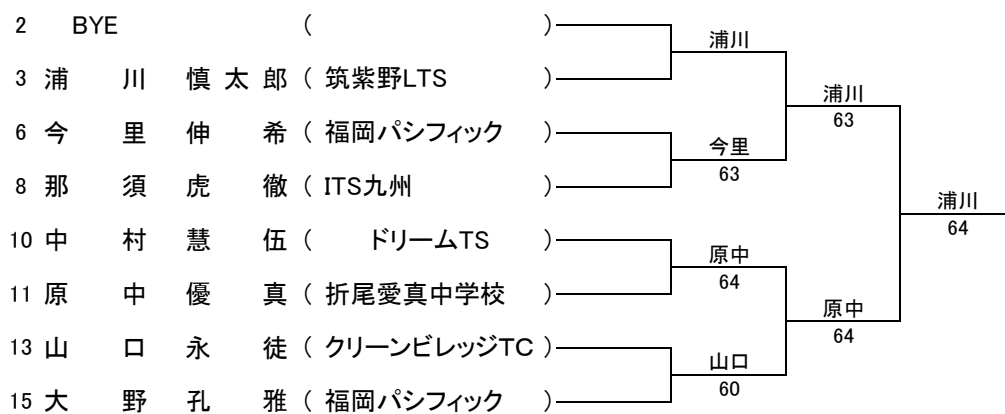 2 BYE ( )
3 浦 川 慎 太 郎 ( 筑紫野LTS )
6 今 里 伸 希 ( 福岡パシフィック )
8 那 須 虎 徹 ( ITS九州 )
10 中 村 慧 伍 ( ドリームTS )
11 原 中 優 真 ( 折尾愛真中学校 )
13 山 口 永 徒 ( クリーンビレッジTC )
15 大 野 孔 雅 ( 福岡パシフィック )
浦川
今里
63
原中
64
山口
60
浦川
63
原中
64
浦川
64